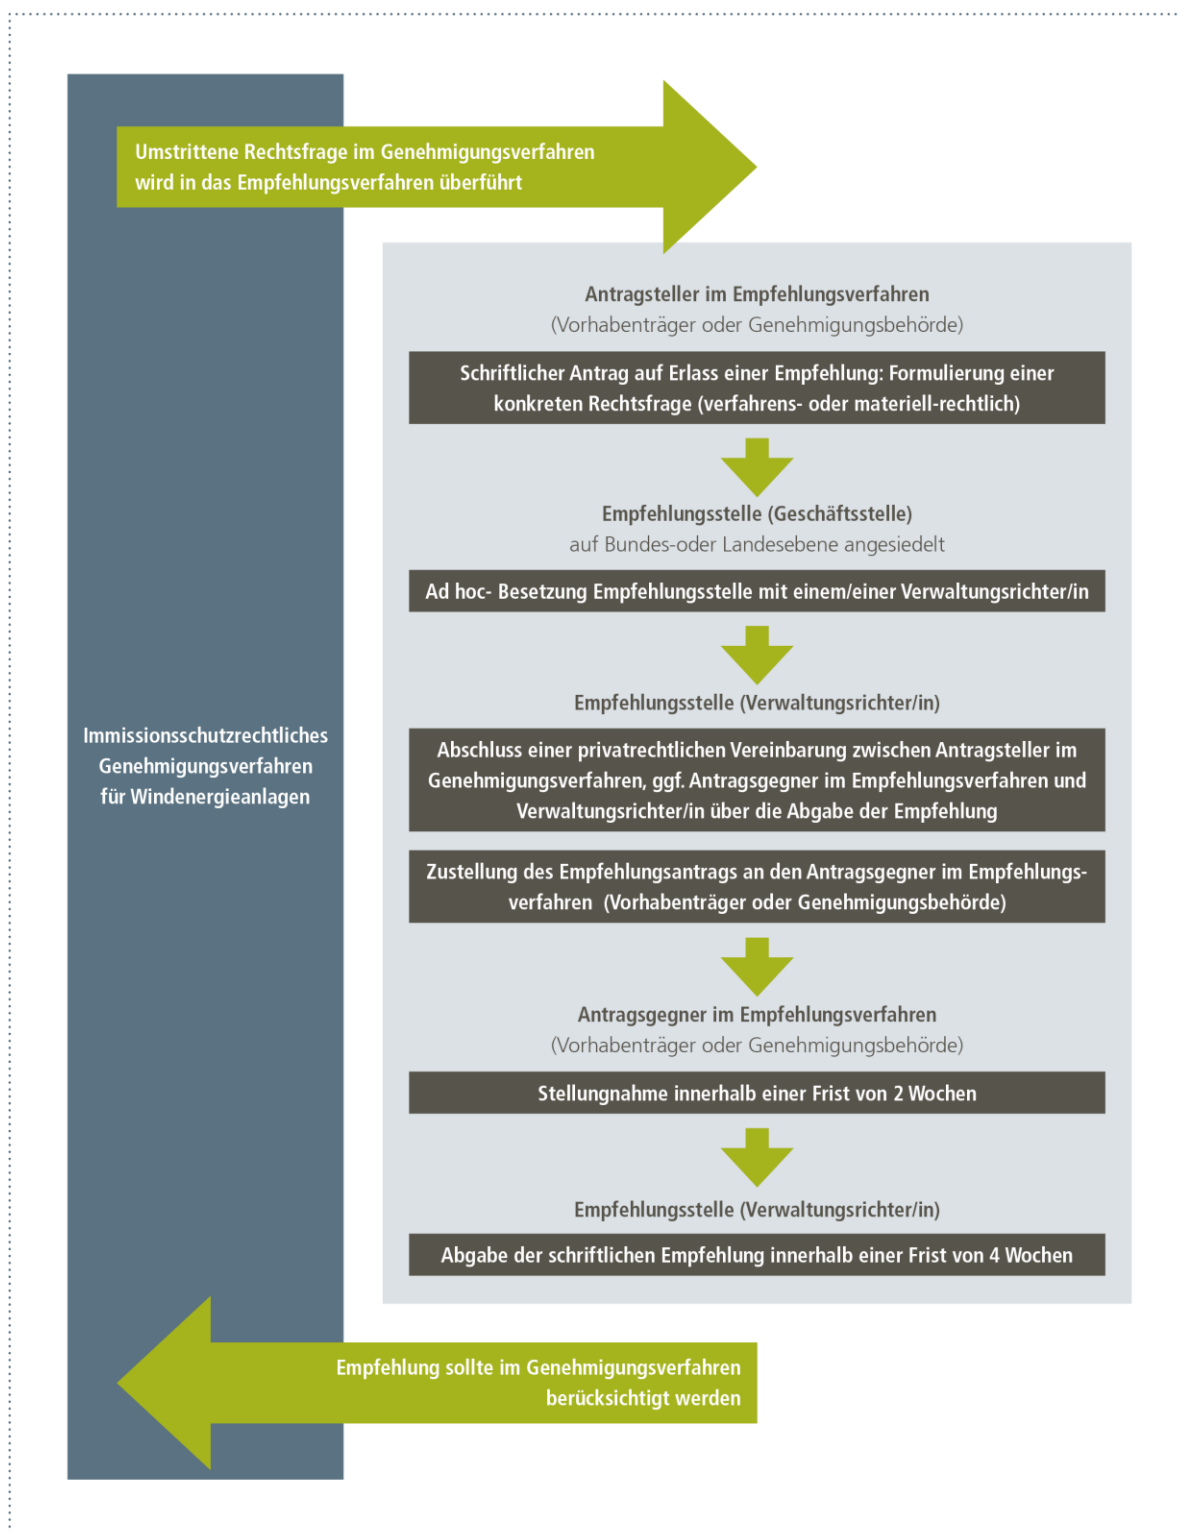 Umstrittene Rechtsfrage im Genehmigungsverfahren
wird in das Empfehlungsverfahren überführt
Antragsteller im Empfehlungsverfahren
(Vorhabenträger oder Genehmigungsbehörde)
Schriftlicher Antrag auf Erlass einer Empfehlung: Formulierung einer
konkreten Rechtsfrage (verfahrens- oder materiell-rechtlich)
Empfehlungsstelle (Geschäftsstelle)
auf Bundes-oder Landesebene angesiedelt
Ad hoc- Besetzung Empfehlungsstelle mit einem/einer Verwaltungsrichter/in
Empfehlungsstelle (Verwaltungsrichter/in)
Immissionsschutzrechtliches
Genehmigungsverfahren
für Windenergieanlagen
Abschluss einer privatrechtlichen Vereinbarung zwischen Antragsteller im
Genehmigungsverfahren, ggf. Antragsgegner im Empfehlungsverfahren und
Verwaltungsrichter/in über die Abgabe der Empfehlung
Zustellung des Empfehlungsantrags an den Antragsgegner im Empfehlungs-
verfahren (Vorhabenträger oder Genehmigungsbehörde)
Antragsgegner im Empfehlungsverfahren
(Vorhabenträger oder Genehmigungsbehörde)
Stellungnahme innerhalb einer Frist von 2 Wochen
Empfehlungsstelle (Verwaltungsrichter/in)
Abgabe der schriftlichen Empfehlung innerhalb einer Frist von 4 Wochen
Empfehlung sollte im Genehmigungsverfahren
berücksichtigt werden